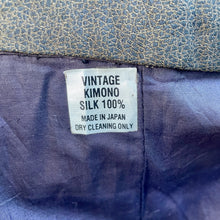 VINTAGE
KIMONO
SILK 100%
MADE IN JAPAN
DRY CLEANING ONLY